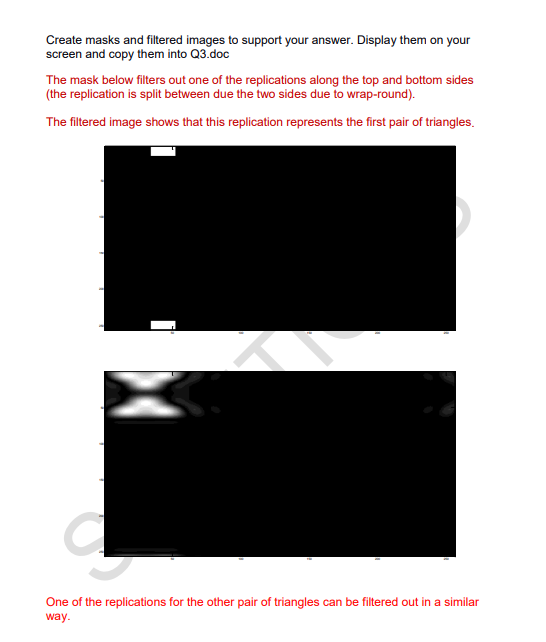 Create masks and filtered images to support your answer. Display them on your
screen and copy them into Q3.doc
The mask below filters out one of the replications along the top and bottom sides
(the replication is split between due the two sides due to wrap-round).
The filtered image shows that this replication represents the first pair of triangles,
One of the replications for the other pair of triangles can be filtered out in a similar
way.